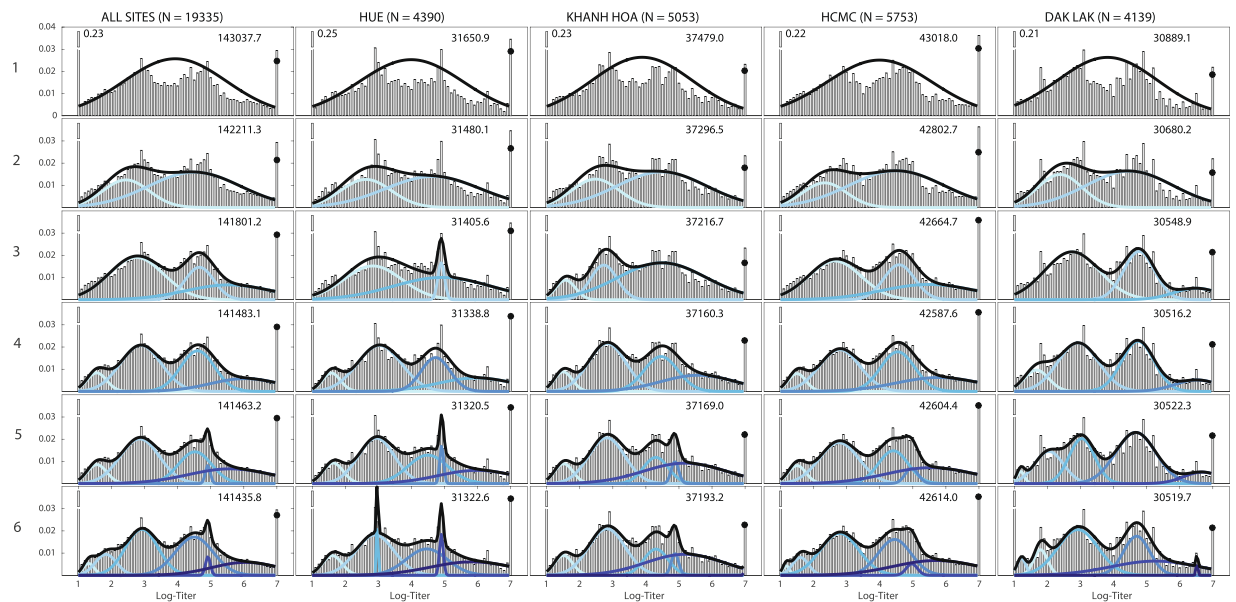 ALL SITES (N = 19335) HUE (N = 4390) KHANH HOA (N = 5053) HCMC (N = 5753) DAK LAK (N = 4139)
0.04 0.23 143037.7 0.25 31650.9 0.23 37479.0 0.22 43018.0 0.21 30889.1
0.03
1 0.02
0.01
0
142211.3 31480.1 37296.5 42802.7 30680.2
0.03
2 0.02
0.01
141801.2 31405.6 37216.7 42664.7 30548.9
0.03
3 0.02
0.01
141483.1 31338.8 37160.3 42587.6 30516.2
0.03
4 0.02
0.01
141463.2 31320.5 37169.0 42604.4 30522.3
0.03
5 0.02
0.01
141435.8 31322.6 37193.2 42614.0 30519.7
0.03
6 0.02
0.01
1 2 3 4 5 6 1 2 3 4 5 6 7 1 2 3 4 5 6 7 1 2 3 4 5 6 7 1 2 3 4 5 6 7
Log-Titer Log-Titer Log-Titer Log-Titer Log-Titer